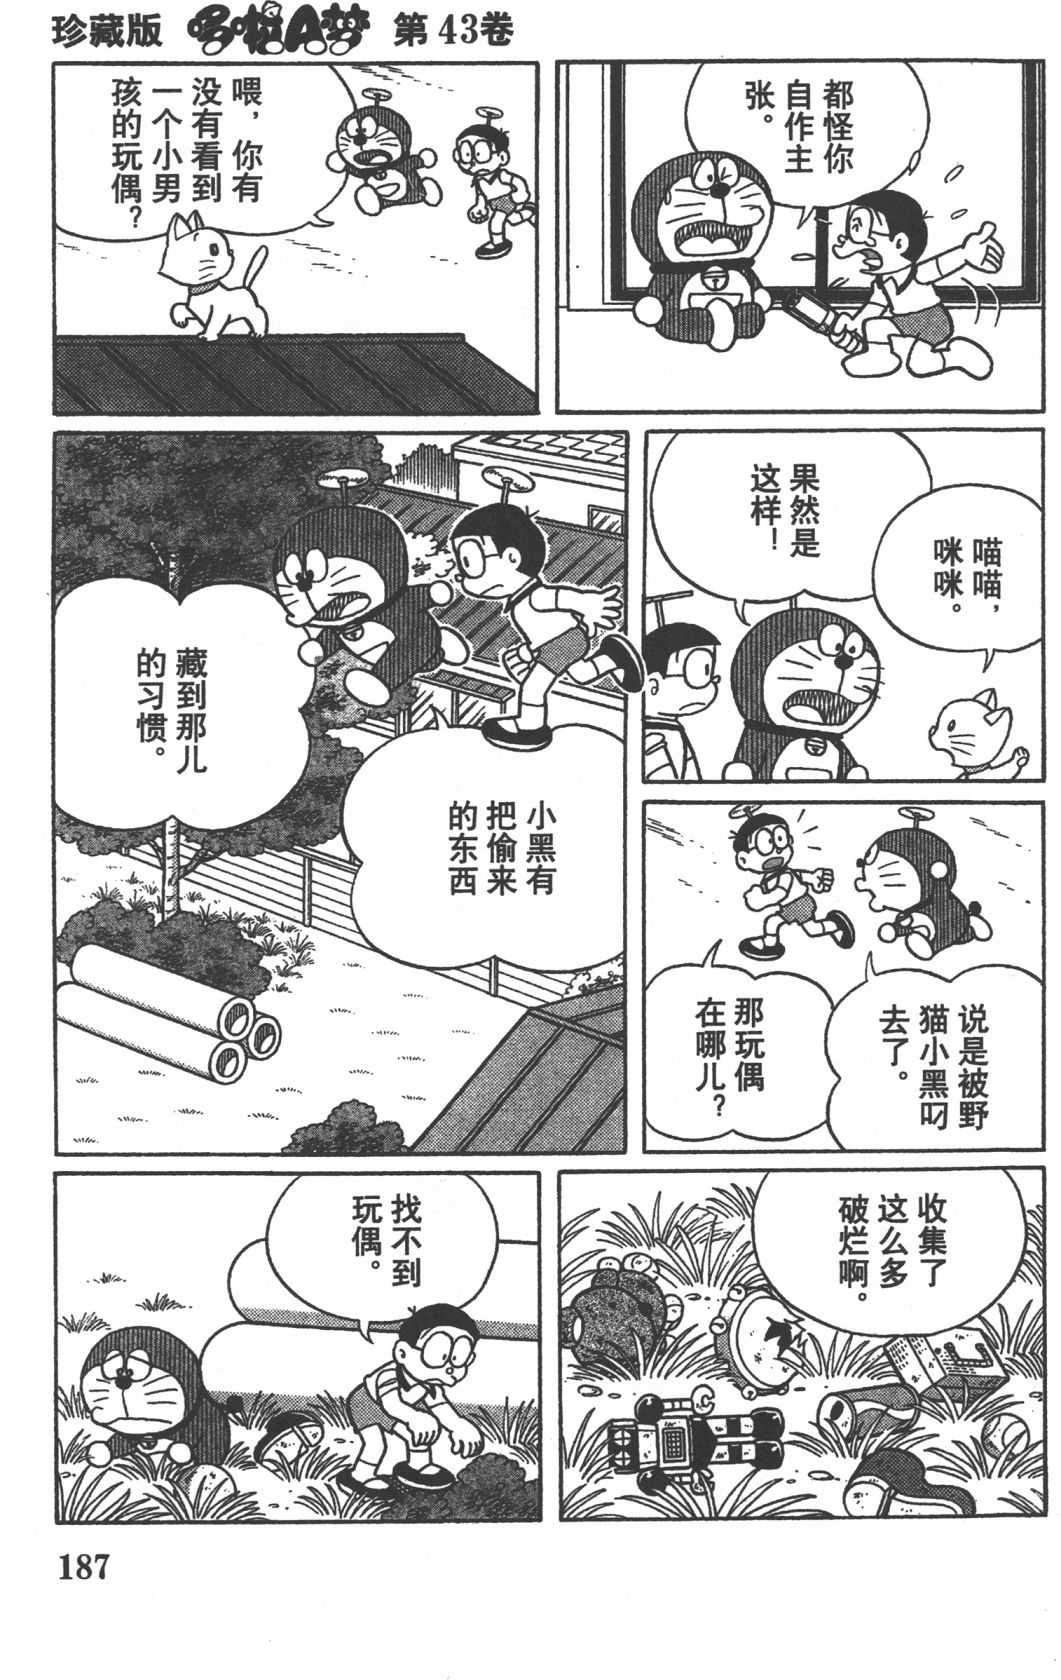 珍藏版 哆啦A梦 第43卷
都怪你
自作主
张。
喂，你有
没有看到
一个小男
孩的玩偶？
喵喵，
咪咪。
果然是
这样！
说是被野
猫小黑叼
去了。
那玩偶
在哪儿？
小黑有
把偷来
的东西
藏到那儿
的习惯。
收集了
这么多
破烂啊。
找不到
玩偶。
187